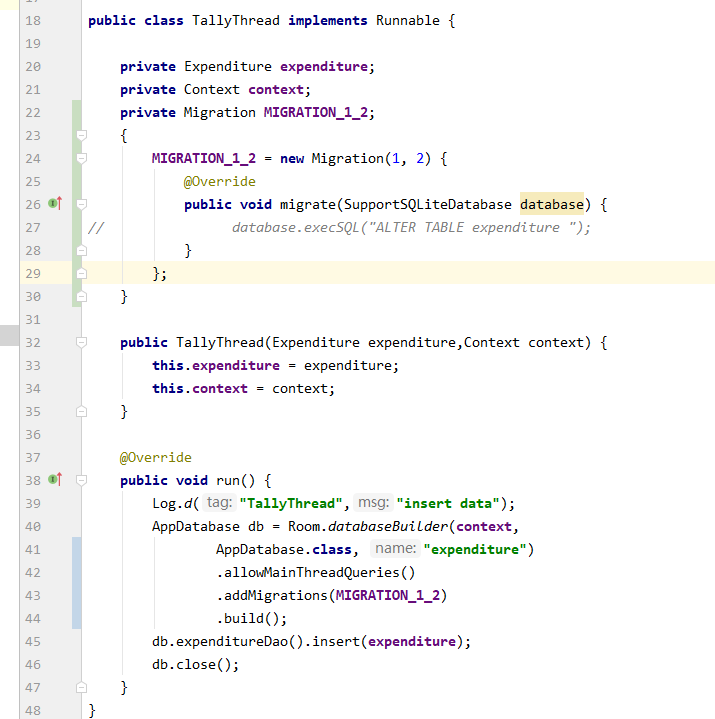 18 public class TallyThread implements Runnable {
19
20 private Expenditure expenditure;
21 private Context context;
22 private Migration MIGRATION_1_2;
23 {
24 MIGRATION_1_2 = new Migration(1, 2) {
25 @Override
26 public void migrate(SupportSQLiteDatabase database) {
27 // database.execSQL("ALTER TABLE expenditure ");
28 }
29 };
30 }
31
32 public TallyThread(Expenditure expenditure,Context context) {
33 this.expenditure = expenditure;
34 this.context = context;
35 }
36
37 @Override
38 public void run() {
39 Log.d( tag: "TallyThread", msg: "insert data");
40 AppDatabase db = Room.databaseBuilder(context,
41 AppDatabase.class, name: "expenditure")
42 .allowMainThreadQueries()
43 .addMigrations(MIGRATION_1_2)
44 .build();
45 db.expenditureDao().insert(expenditure);
46 db.close();
47 }
48 }